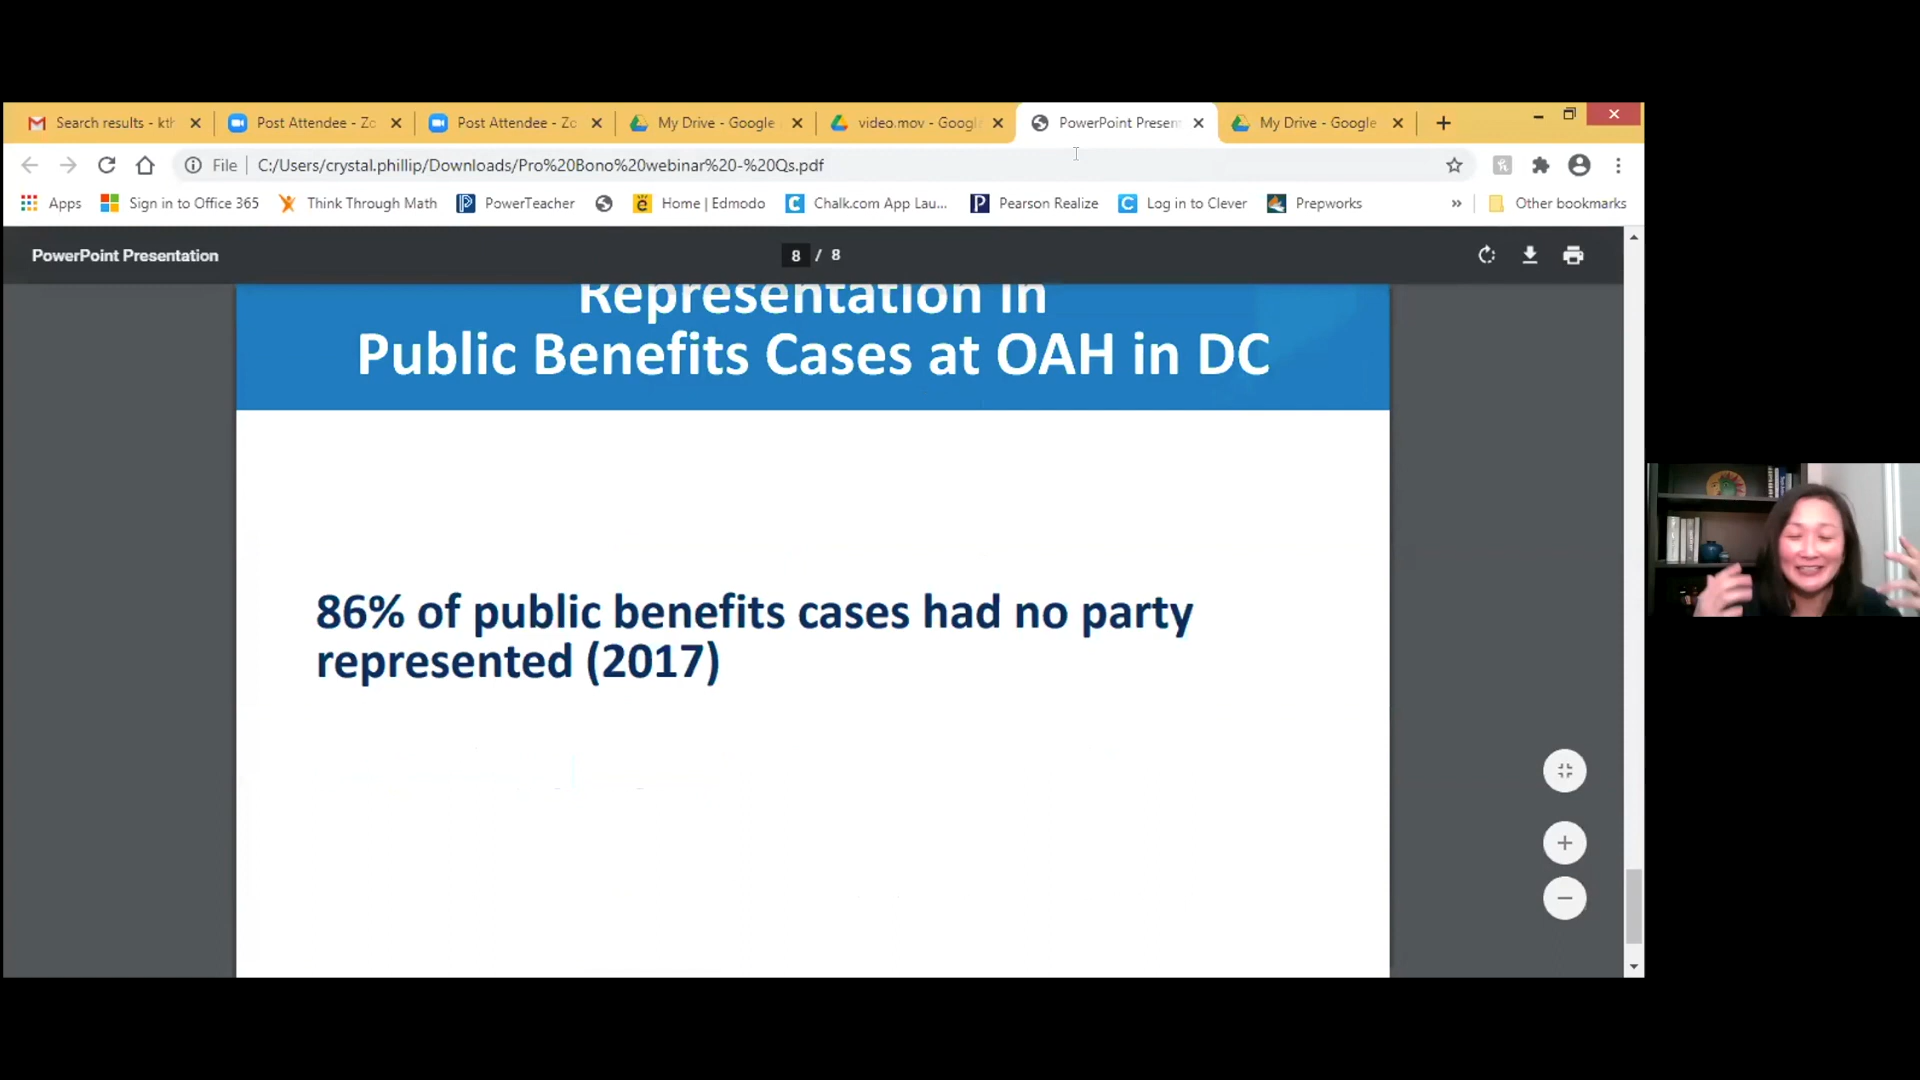 Search results - kth
Post Attendee - Zo
Post Attendee - Zo
My Drive - Google
video.mov - Googl
PowerPoint Presen
My Drive - Google
File
C:/Users/crystal.phillip/Downloads/Pro%20Bono%20webinar%20-%20Qs.pdf
Apps
Sign in to Office 365
Think Through Math
PowerTeacher
Home | Edmodo
Chalk.com App Lau...
Pearson Realize
Log in to Clever
Prepworks
»
Other bookmarks
PowerPoint Presentation
8 / 8
Representation in
Public Benefits Cases at OAH in DC
86% of public benefits cases had no party
represented (2017)